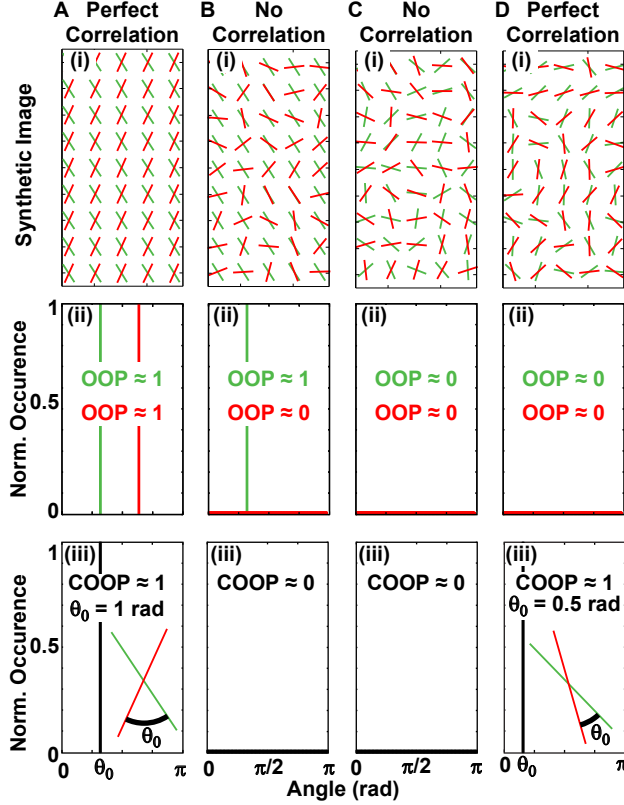 A Perfect Correlation
B No Correlation
C No Correlation
D Perfect Correlation
Synthetic Image
(i)
(i)
(i)
(i)
Norm. Occurence
1
0.5
0
(ii)
OOP ≈ 1
OOP ≈ 1
(ii)
OOP ≈ 1
OOP ≈ 0
(ii)
OOP ≈ 0
OOP ≈ 0
(ii)
OOP ≈ 0
OOP ≈ 0
Norm. Occurence
1
0.5
0
(iii)
COOP ≈ 1
θ0 = 1 rad
θ0
(iii)
COOP ≈ 0
(iii)
COOP ≈ 0
(iii)
COOP ≈ 1
θ0 = 0.5 rad
θ0
0 θ0 π
0 π/2 π
0 π/2 π
0 θ0 π
Angle (rad)